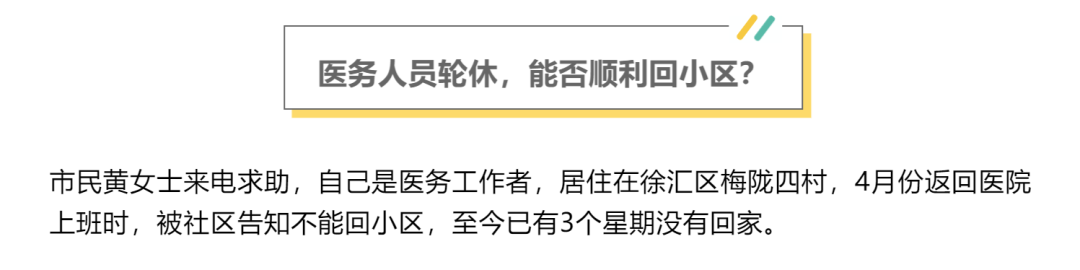 医务人员轮休，能否顺利回小区？
市民黄女士来电求助，自己是医务工作者，居住在徐汇区梅陇四村，4月份返回医院
上班时，被社区告知不能回小区，至今已有3个星期没有回家。